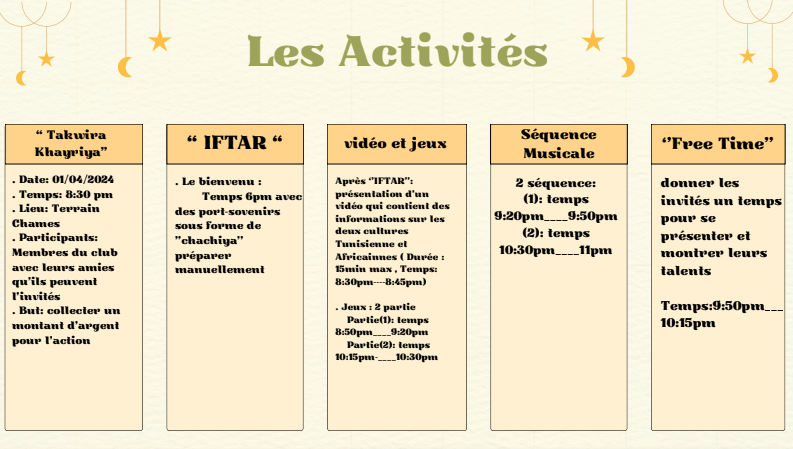 Les Activités
“ Takwira
Khayriya”
. Date: 01/04/2024
. Temps: 8:30 pm
. Lieu: Terrain
Chames
. Participants:
Membres du club
avec leurs amies
qu'ils peuvent
l'invités
. But: collecter un
montant d'argent
pour l'action
“ IFTAR “
. Le bienvenu :
Temps 6pm avec
des port-sovenirs
sous forme de
”chachiya”
préparer
manuellement
vidéo et jeux
Après ‘’IFTAR’’:
présentation d'un
vidéo qui contient des
informations sur les
deux cultures
Tunisienne et
Africainnes ( Durée :
15min max , Temps:
8:30pm----8:45pm)
. Jeux : 2 partie
Partie(1): temps
8:50pm____9:20pm
Partie(2): temps
10:15pm-____10:30pm
Séquence
Musicale
2 séquence:
(1): temps
9:20pm____9:50pm
(2): temps
10:30pm____11pm
‘’Free Time’’
donner les
invités un temps
pour se
présenter et
montrer leurs
talents
Temps:9:50pm___
10:15pm